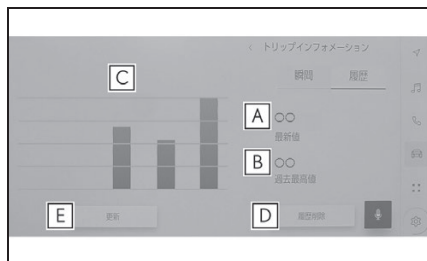 < トリップインフォメーション
瞬間 履歴
C
A ○○
最新値
B ○○
過去最高値
E 更新
D 履歴削除